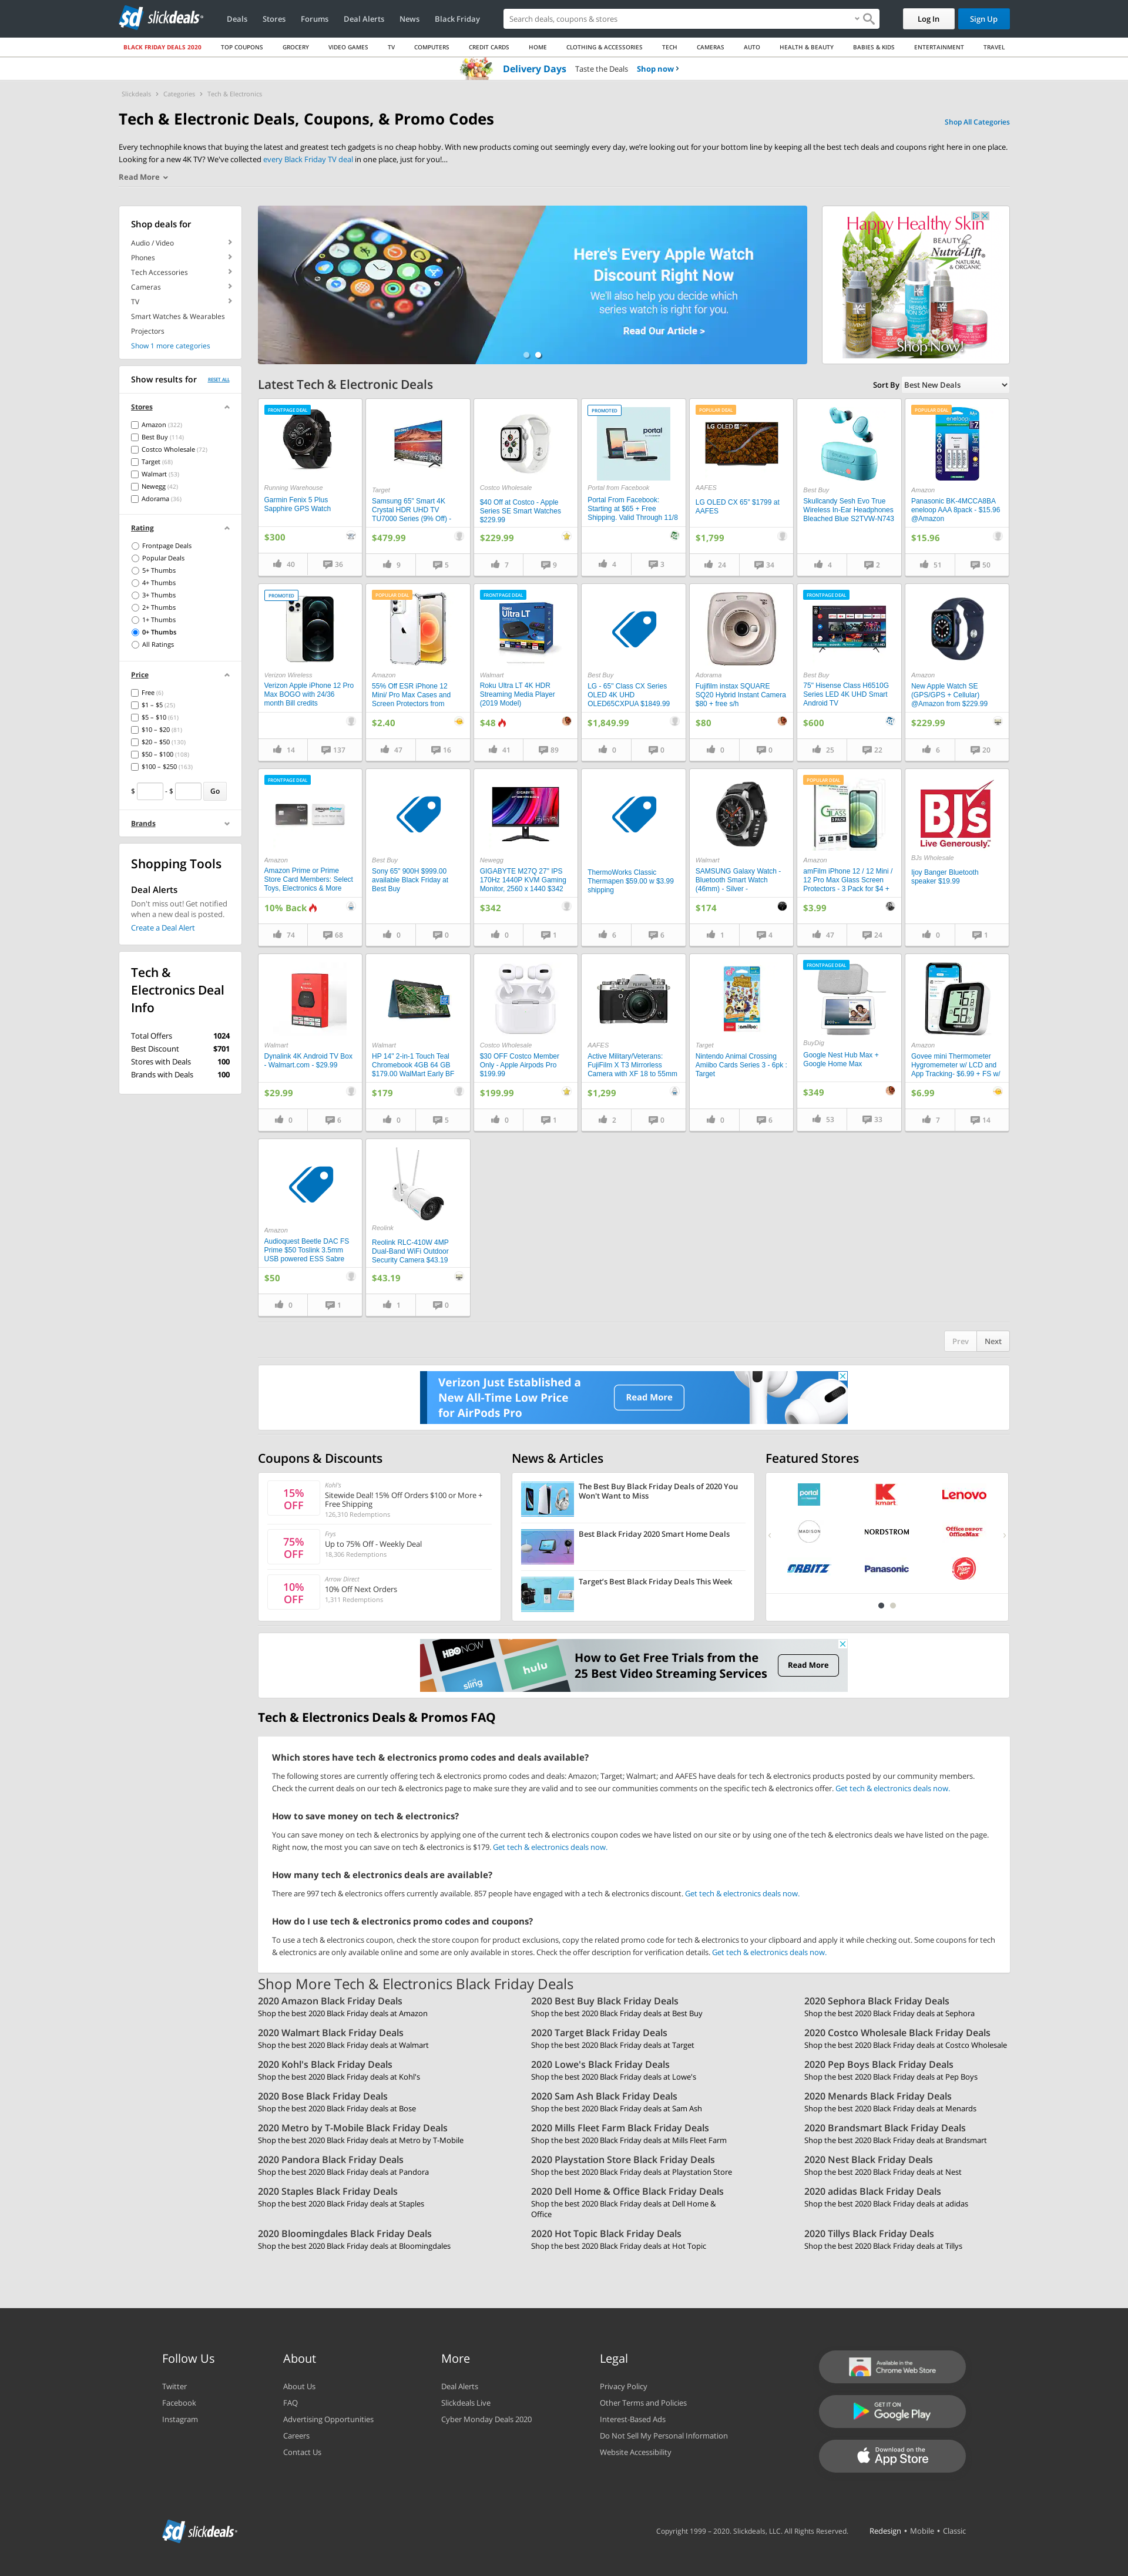 sd slickdeals
Deals Stores Forums Deal Alerts News Black Friday
Search deals, coupons & stores
Log In Sign Up
BLACK FRIDAY DEALS 2020 TOP COUPONS GROCERY VIDEO GAMES TV COMPUTERS CREDIT CARDS HOME CLOTHING & ACCESSORIES TECH CAMERAS AUTO HEALTH & BEAUTY BABIES & KIDS ENTERTAINMENT TRAVEL
Delivery Days Taste the Deals Shop now >
Slickdeals > Categories > Tech & Electronics
Tech & Electronic Deals, Coupons, & Promo Codes
Shop All Categories
Every technophile knows that buying the latest and greatest tech gadgets is no cheap hobby. With new products coming out seemingly every day, we're looking out for your bottom line by keeping all the best tech deals and coupons right here in one place.
Looking for a new 4K TV? We've collected every Black Friday TV deal in one place, just for you!...
Read More
Shop deals for
Audio / Video
Phones
Tech Accessories
Cameras
TV
Smart Watches & Wearables
Projectors
Show 1 more categories
Show results for RESET ALL
Stores
Amazon (322)
Best Buy (114)
Costco Wholesale (72)
Target (68)
Walmart (53)
Newegg (42)
Adorama (36)
Rating
Frontpage Deals
Popular Deals
5+ Thumbs
4+ Thumbs
3+ Thumbs
2+ Thumbs
1+ Thumbs
0+ Thumbs
All Ratings
Price
Free (6)
$1 – $5 (25)
$5 – $10 (61)
$10 – $20 (81)
$20 – $50 (130)
$50 – $100 (108)
$100 – $250 (163)
$ - $ Go
Brands
Shopping Tools
Deal Alerts
Don't miss out! Get notified
when a new deal is posted.
Create a Deal Alert
Tech &
Electronics Deal
Info
Total Offers 1024
Best Discount $701
Stores with Deals 100
Brands with Deals 100
Here's Every Apple Watch
Discount Right Now
We'll also help you decide which
series watch is right for you.
Read Our Article >
Happy Healthy Skin
BEAUTY by
Nutra-Lift
NATURAL
& ORGANIC
Shop Now!
Latest Tech & Electronic Deals
Sort By Best New Deals
FRONTPAGE DEAL
Running Warehouse
Garmin Fenix 5 Plus
Sapphire GPS Watch
$300
40 36
Target
Samsung 65" Smart 4K
Crystal HDR UHD TV
TU7000 Series (9% Off) -
$479.99
9 5
Costco Wholesale
$40 Off at Costco - Apple
Series SE Smart Watches
$229.99
$229.99
7 9
PROMOTED
portal
Portal from Facebook
Portal From Facebook:
Starting at $65 + Free
Shipping. Valid Through 11/8
4 3
POPULAR DEAL
LG OLED CX
AAFES
LG OLED CX 65" $1799 at
AAFES
$1,799
24 34
Best Buy
Skullcandy Sesh Evo True
Wireless In-Ear Headphones
Bleached Blue S2TVW-N743
4 2
POPULAR DEAL
eneloop
Amazon
Panasonic BK-4MCCA8BA
eneloop AAA 8pack - $15.96
@Amazon
$15.96
51 50
PROMOTED
Verizon Wireless
Verizon Apple iPhone 12 Pro
Max BOGO with 24/36
month Bill credits
14 137
POPULAR DEAL
Amazon
55% Off ESR iPhone 12
Mini/ Pro Max Cases and
Screen Protectors from
$2.40
47 16
FRONTPAGE DEAL
Roku
Ultra LT
Walmart
Roku Ultra LT 4K HDR
Streaming Media Player
(2019 Model)
$48
41 89
Best Buy
LG - 65" Class CX Series
OLED 4K UHD
OLED65CXPUA $1849.99
$1,849.99
0 0
Adorama
Fujifilm instax SQUARE
SQ20 Hybrid Instant Camera
$80 + free s/h
$80
0 0
FRONTPAGE DEAL
Best Buy
75" Hisense Class H6510G
Series LED 4K UHD Smart
Android TV
$600
25 22
Amazon
New Apple Watch SE
(GPS/GPS + Cellular)
@Amazon from $229.99
$229.99
6 20
FRONTPAGE DEAL
Amazon
Amazon Prime or Prime
Store Card Members: Select
Toys, Electronics & More
10% Back
74 68
Best Buy
Sony 65" 900H $999.00
available Black Friday at
Best Buy
0 0
Newegg
GIGABYTE M27Q 27" IPS
170Hz 1440P KVM Gaming
Monitor, 2560 x 1440 $342
$342
0 1
ThermoWorks Classic
Thermapen $59.00 w $3.99
shipping
6 6
Walmart
SAMSUNG Galaxy Watch -
Bluetooth Smart Watch
(46mm) - Silver -
$174
1 4
POPULAR DEAL
GLASS
Amazon
amFilm iPhone 12 / 12 Mini /
12 Pro Max Glass Screen
Protectors - 3 Pack for $4 +
$3.99
47 24
BJ's
Live Generously.
BJs Wholesale
Ijoy Banger Bluetooth
speaker $19.99
0 1
Walmart
Dynalink 4K Android TV Box
- Walmart.com - $29.99
$29.99
0 6
Walmart
HP 14" 2-in-1 Touch Teal
Chromebook 4GB 64 GB
$179.00 WalMart Early BF
$179
0 5
Costco Wholesale
$30 OFF Costco Member
Only - Apple Airpods Pro
$199.99
$199.99
0 1
AAFES
Active Military/Veterans:
FujiFilm X T3 Mirrorless
Camera with XF 18 to 55mm
$1,299
2 0
amiibo
Target
Nintendo Animal Crossing
Amiibo Cards Series 3 - 6pk :
Target
0 6
FRONTPAGE DEAL
BuyDig
Google Nest Hub Max +
Google Home Max
$349
53 33
Amazon
Govee mini Thermometer
Hygromemeter w/ LCD and
App Tracking- $6.99 + FS w/
$6.99
7 14
Amazon
Audioquest Beetle DAC FS
Prime $50 Toslink 3.5mm
USB powered ESS Sabre
$50
0 1
Reolink
Reolink RLC-410W 4MP
Dual-Band WiFi Outdoor
Security Camera $43.19
$43.19
1 0
Prev Next
Verizon Just Established a
New All-Time Low Price
for AirPods Pro
Read More
Coupons & Discounts
15%
OFF
Kohl's
Sitewide Deal! 15% Off Orders $100 or More +
Free Shipping
126,310 Redemptions
75%
OFF
Frys
Up to 75% Off - Weekly Deal
18,306 Redemptions
10%
OFF
Arrow Direct
10% Off Next Orders
1,311 Redemptions
News & Articles
The Best Buy Black Friday Deals of 2020 You
Won't Want to Miss
Best Black Friday 2020 Smart Home Deals
Target's Best Black Friday Deals This Week
Featured Stores
portal
kmart
Lenovo
MADISON
NORDSTROM
Office DEPOT
OfficeMax
ORBITZ
Panasonic
HBO NOW
hulu
sling
How to Get Free Trials from the
25 Best Video Streaming Services
Read More
Tech & Electronics Deals & Promos FAQ
Which stores have tech & electronics promo codes and deals available?
The following stores are currently offering tech & electronics promo codes and deals: Amazon; Target; Walmart; and AAFES have deals for tech & electronics products posted by our community members.
Check the current deals on our tech & electronics page to make sure they are valid and to see our communities comments on the specific tech & electronics offer. Get tech & electronics deals now.
How to save money on tech & electronics?
You can save money on tech & electronics by applying one of the current tech & electronics coupon codes we have listed on our site or by using one of the tech & electronics deals we have listed on the page.
Right now, the most you can save on tech & electronics is $179. Get tech & electronics deals now.
How many tech & electronics deals are available?
There are 997 tech & electronics offers currently available. 857 people have engaged with a tech & electronics discount. Get tech & electronics deals now.
How do I use tech & electronics promo codes and coupons?
To use a tech & electronics coupon, check the store coupon for product exclusions, copy the related promo code for tech & electronics to your clipboard and apply it while checking out. Some coupons for tech
& electronics are only available online and some are only available in stores. Check the offer description for verification details. Get tech & electronics deals now.
Shop More Tech & Electronics Black Friday Deals
2020 Amazon Black Friday Deals
Shop the best 2020 Black Friday deals at Amazon
2020 Best Buy Black Friday Deals
Shop the best 2020 Black Friday deals at Best Buy
2020 Sephora Black Friday Deals
Shop the best 2020 Black Friday deals at Sephora
2020 Walmart Black Friday Deals
Shop the best 2020 Black Friday deals at Walmart
2020 Target Black Friday Deals
Shop the best 2020 Black Friday deals at Target
2020 Costco Wholesale Black Friday Deals
Shop the best 2020 Black Friday deals at Costco Wholesale
2020 Kohl's Black Friday Deals
Shop the best 2020 Black Friday deals at Kohl's
2020 Lowe's Black Friday Deals
Shop the best 2020 Black Friday deals at Lowe's
2020 Pep Boys Black Friday Deals
Shop the best 2020 Black Friday deals at Pep Boys
2020 Bose Black Friday Deals
Shop the best 2020 Black Friday deals at Bose
2020 Sam Ash Black Friday Deals
Shop the best 2020 Black Friday deals at Sam Ash
2020 Menards Black Friday Deals
Shop the best 2020 Black Friday deals at Menards
2020 Metro by T-Mobile Black Friday Deals
Shop the best 2020 Black Friday deals at Metro by T-Mobile
2020 Mills Fleet Farm Black Friday Deals
Shop the best 2020 Black Friday deals at Mills Fleet Farm
2020 Brandsmart Black Friday Deals
Shop the best 2020 Black Friday deals at Brandsmart
2020 Pandora Black Friday Deals
Shop the best 2020 Black Friday deals at Pandora
2020 Playstation Store Black Friday Deals
Shop the best 2020 Black Friday deals at Playstation Store
2020 Nest Black Friday Deals
Shop the best 2020 Black Friday deals at Nest
2020 Staples Black Friday Deals
Shop the best 2020 Black Friday deals at Staples
2020 Dell Home & Office Black Friday Deals
Shop the best 2020 Black Friday deals at Dell Home &
Office
2020 adidas Black Friday Deals
Shop the best 2020 Black Friday deals at adidas
2020 Bloomingdales Black Friday Deals
Shop the best 2020 Black Friday deals at Bloomingdales
2020 Hot Topic Black Friday Deals
Shop the best 2020 Black Friday deals at Hot Topic
2020 Tillys Black Friday Deals
Shop the best 2020 Black Friday deals at Tillys
Follow Us
Twitter
Facebook
Instagram
About
About Us
FAQ
Advertising Opportunities
Careers
Contact Us
More
Deal Alerts
Slickdeals Live
Cyber Monday Deals 2020
Legal
Privacy Policy
Other Terms and Policies
Interest-Based Ads
Do Not Sell My Personal Information
Website Accessibility
Available in the
Chrome Web Store
GET IT ON
Google Play
Download on the
App Store
sd slickdeals
Copyright 1999 – 2020. Slickdeals, LLC. All Rights Reserved. Redesign • Mobile • Classic